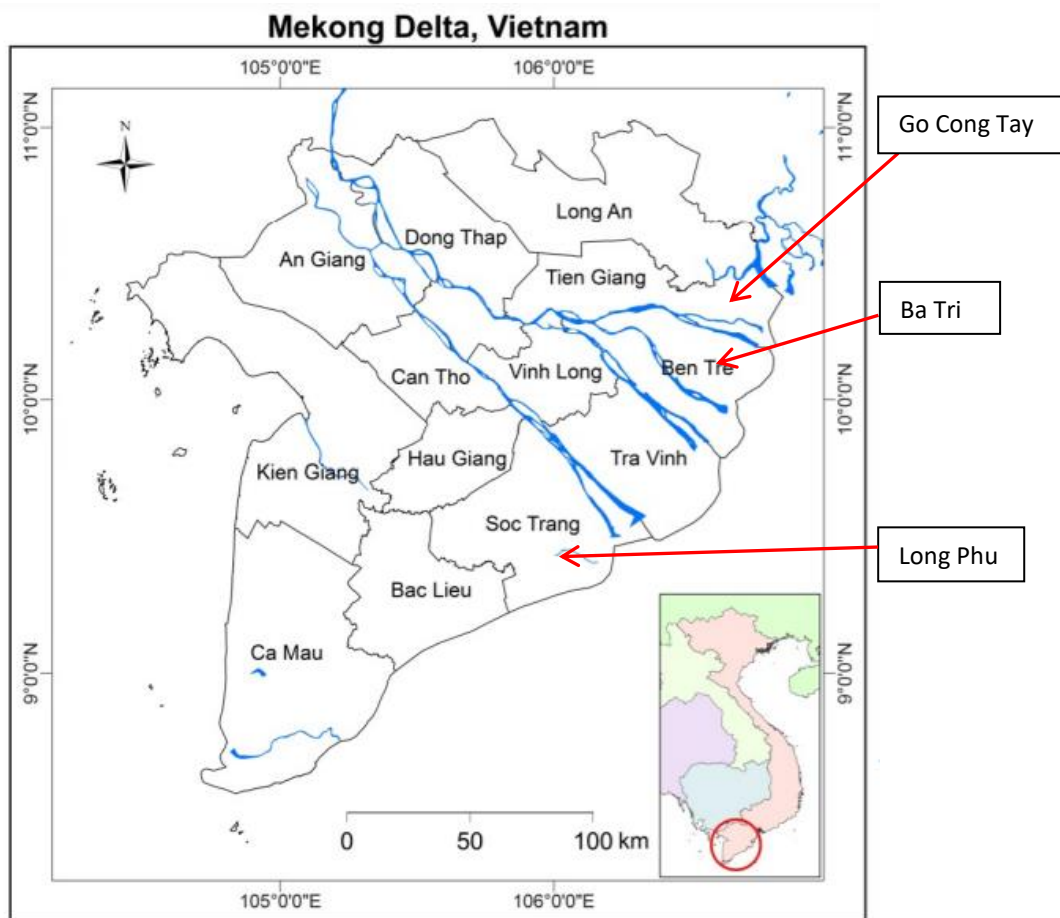 Mekong Delta, Vietnam
105°0'0"E
106°0'0"E
11°0'0"N
11°0'0"N
N
Go Cong Tay
Long An
Dong Thap
An Giang
Tien Giang
Ba Tri
Ben Tre
Can Tho
Vinh Long
10°0'0"N
10°0'0"N
Hau Giang
Tra Vinh
Kien Giang
Soc Trang
Long Phu
Bac Lieu
Ca Mau
9°0'0"N
9°0'0"N
0
50
100 km
105°0'0"E
106°0'0"E